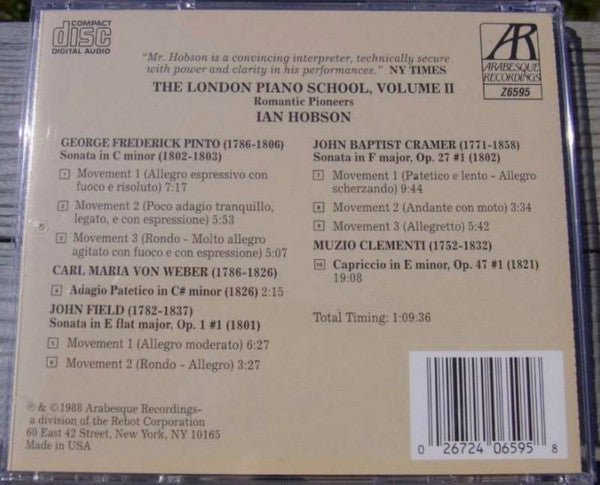 COMPACT
disc
DIGITAL AUDIO
"Mr. Hobson is a convincing interpreter, technically secure
with power and clarity in his performances." NY TIMES
AR
ARABESQUE
RECORDINGS
Z6595
THE LONDON PIANO SCHOOL, VOLUME II
Romantic Pioneers
IAN HOBSON
GEORGE FREDERICK PINTO (1786-1806)
Sonata in C minor (1802-1803)
1 Movement 1 (Allegro espressivo con
fuoco e risoluto) 7:17
2 Movement 2 (Poco adagio tranquillo,
legato, e con espressione) 5:53
3 Movement 3 (Rondo - Molto allegro
agitato con fuoco e con espressione) 5:07
CARL MARIA VON WEBER (1786-1826)
4 Adagio Patetico in C# minor (1826) 2:15
JOHN FIELD (1782-1837)
Sonata in E flat major, Op. 1 #1 (1801)
5 Movement 1 (Allegro moderato) 6:27
6 Movement 2 (Rondo - Allegro) 3:27
JOHN BAPTIST CRAMER (1771-1858)
Sonata in F major, Op. 27 #1 (1802)
7 Movement 1 (Patetico e lento - Allegro
scherzando) 9:44
8 Movement 2 (Andante con moto) 3:34
9 Movement 3 (Allegretto) 5:42
MUZIO CLEMENTI (1752-1832)
10 Capriccio in E minor, Op. 47 #1 (1821)
19:08
Total Timing: 1:09:36
℗ & ©1988 Arabesque Recordings-
a division of the Rebot Corporation
60 East 42 Street, New York, NY 10165
Made in USA
0 26724 06595 8